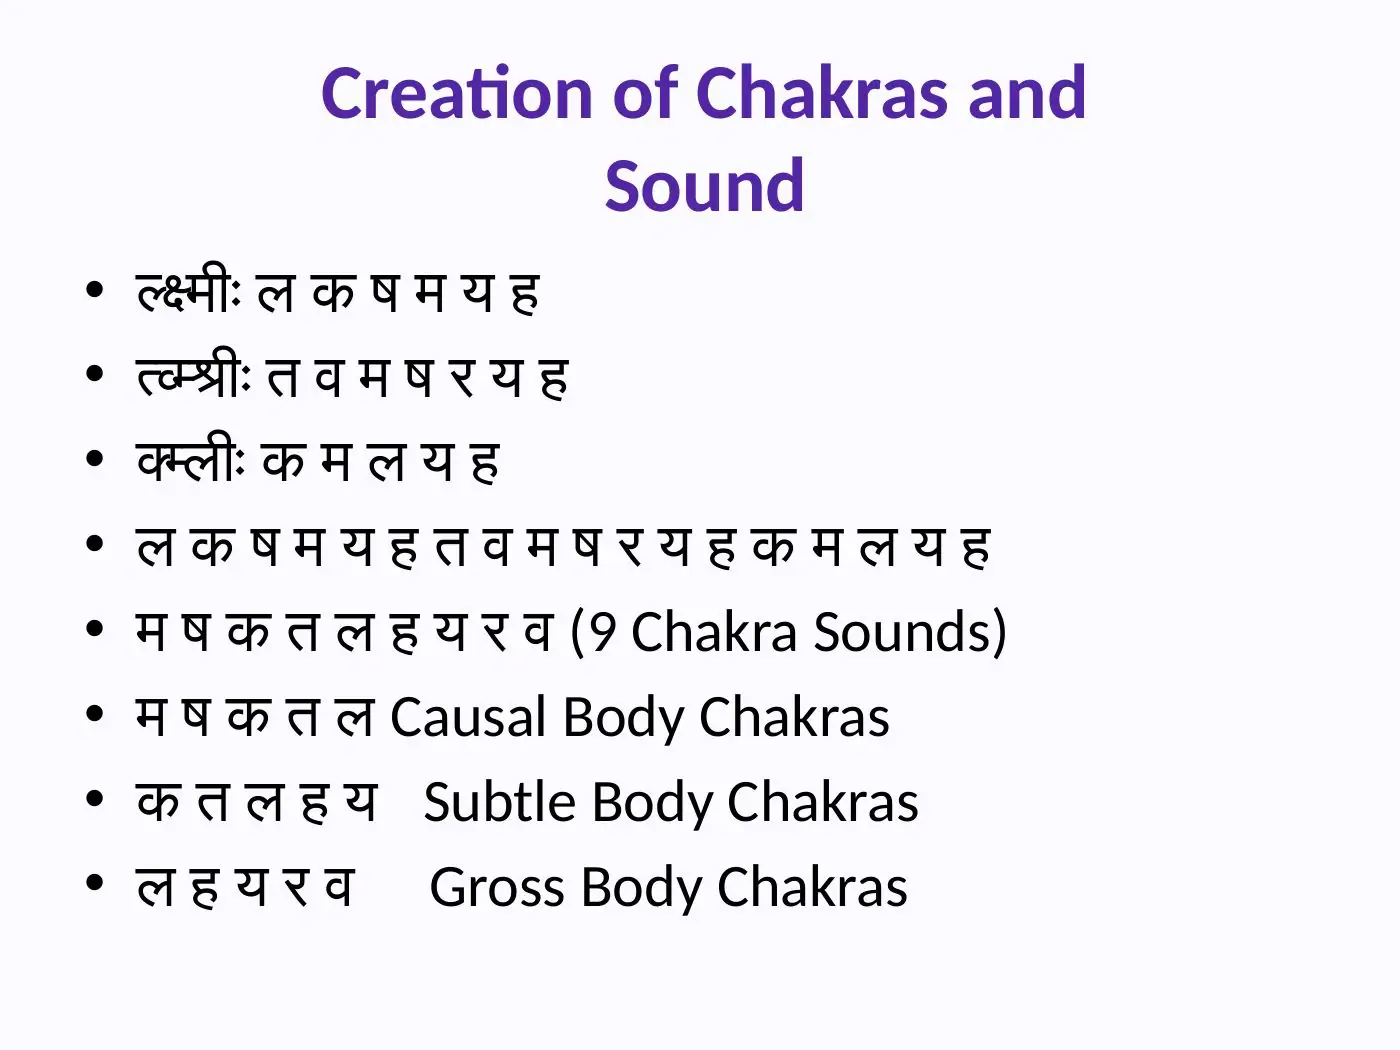 Creation of Chakras and
Sound
• ल्क्ष्मीः ल क ष म य ह
• त्व्म्श्रीः त व म ष र य ह
• क्म्लीः क म ल य ह
• ल क ष म य ह त व म ष र य ह क म ल य ह
• म ष क त ल ह य र व (9 Chakra Sounds)
• म ष क त ल Causal Body Chakras
• क त ल ह य Subtle Body Chakras
• ल ह य र व Gross Body Chakras